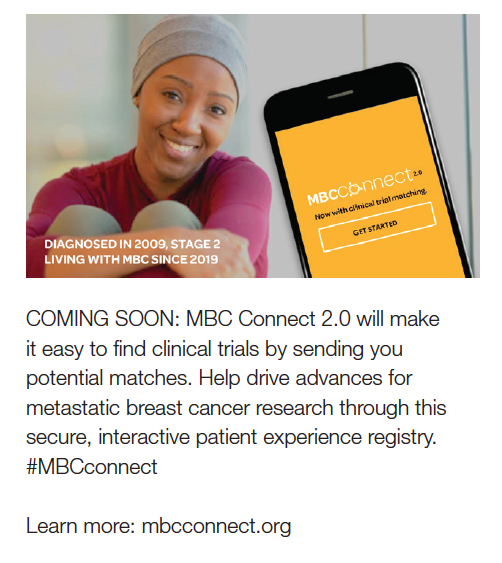 MBCConnect 2.0
Now with clinical trial matching.
GET STARTED
DIAGNOSED IN 2009, STAGE 2
LIVING WITH MBC SINCE 2019
COMING SOON: MBC Connect 2.0 will make
it easy to find clinical trials by sending you
potential matches. Help drive advances for
metastatic breast cancer research through this
secure, interactive patient experience registry.
#MBCconnect
Learn more: mbcconnect.org